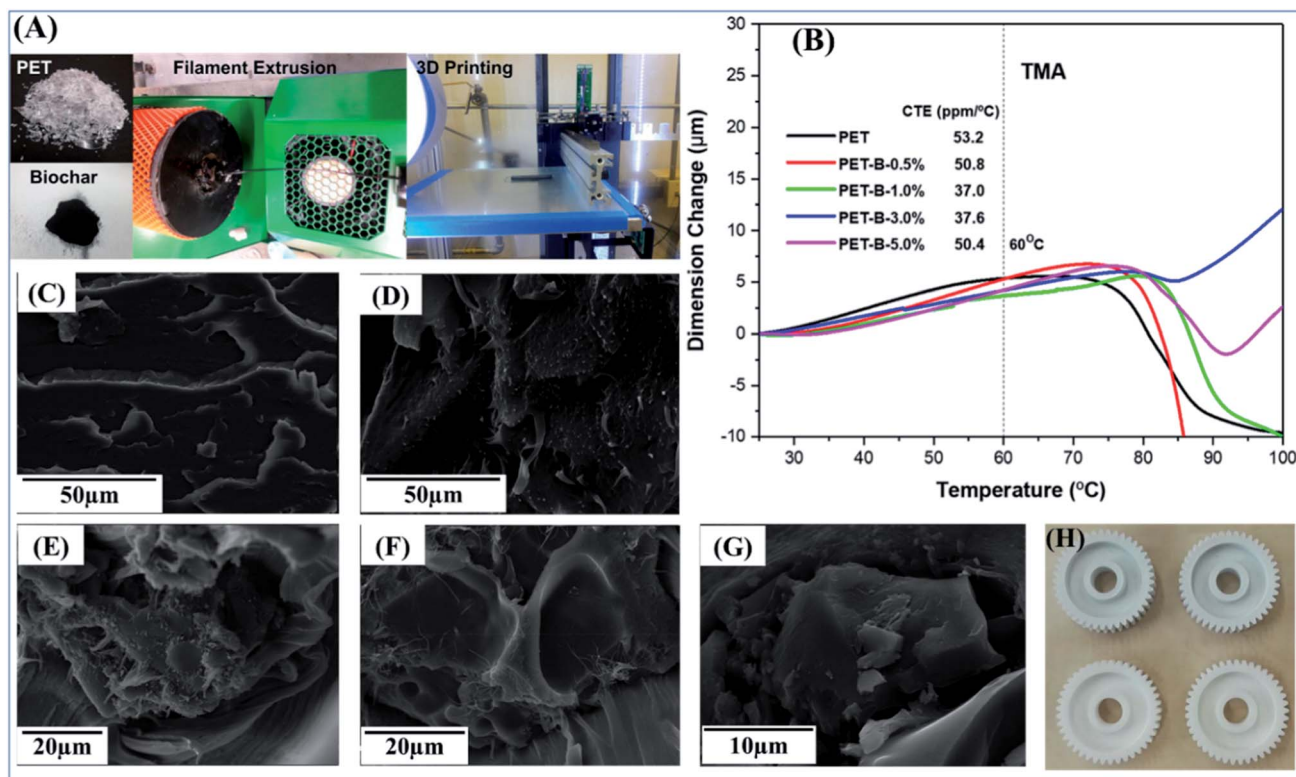 (A)
PET
Filament Extrusion
3D Printing
Biochar
(B)
TMA
CTE (ppm/°C)
PET 53.2
PET-B-0.5% 50.8
PET-B-1.0% 37.0
PET-B-3.0% 37.6
PET-B-5.0% 50.4
60°C
Dimension Change (µm)
30
25
20
15
10
5
0
-5
-10
30 40 50 60 70 80 90 100
Temperature (°C)
(C)
50µm
(D)
50µm
(E)
20µm
(F)
20µm
(G)
10µm
(H)